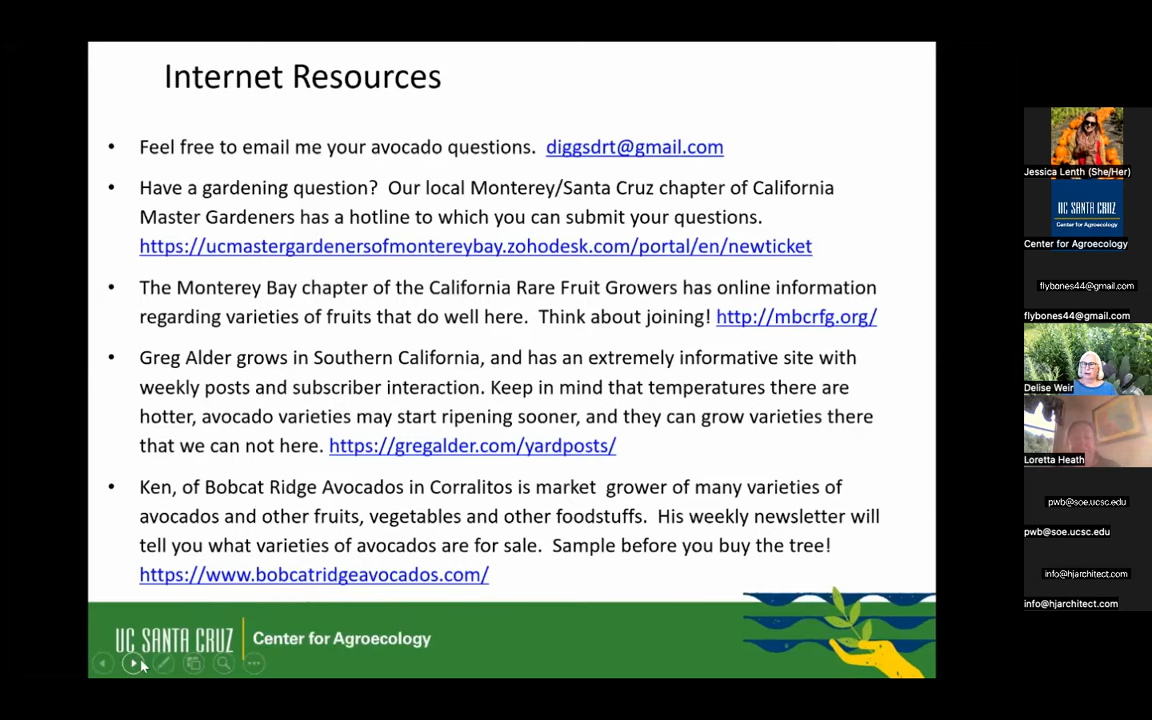 Internet Resources
• Feel free to email me your avocado questions. diggsdrt@gmail.com
• Have a gardening question? Our local Monterey/Santa Cruz chapter of California
Master Gardeners has a hotline to which you can submit your questions.
https://ucmastergardenersofmontereybay.zohodesk.com/portal/en/newticket
• The Monterey Bay chapter of the California Rare Fruit Growers has online information
regarding varieties of fruits that do well here. Think about joining! http://mbcrfg.org/
• Greg Alder grows in Southern California, and has an extremely informative site with
weekly posts and subscriber interaction. Keep in mind that temperatures there are
hotter, avocado varieties may start ripening sooner, and they can grow varieties there
that we can not here. https://gregalder.com/yardposts/
• Ken, of Bobcat Ridge Avocados in Corralitos is market grower of many varieties of
avocados and other fruits, vegetables and other foodstuffs. His weekly newsletter will
tell you what varieties of avocados are for sale. Sample before you buy the tree!
https://www.bobcatridgeavocados.com/
UC SANTA CRUZ Center for Agroecology
Jessica Lenth (She/Her)
UC SANTA CRUZ
Center for Agroecology
Center for Agroecology
flybones44@gmail.com
flybones44@gmail.com
Delise Weir
Loretta Heath
pwb@soe.ucsc.edu
pwb@soe.ucsc.edu
info@hjarchitect.com
info@hjarchitect.com